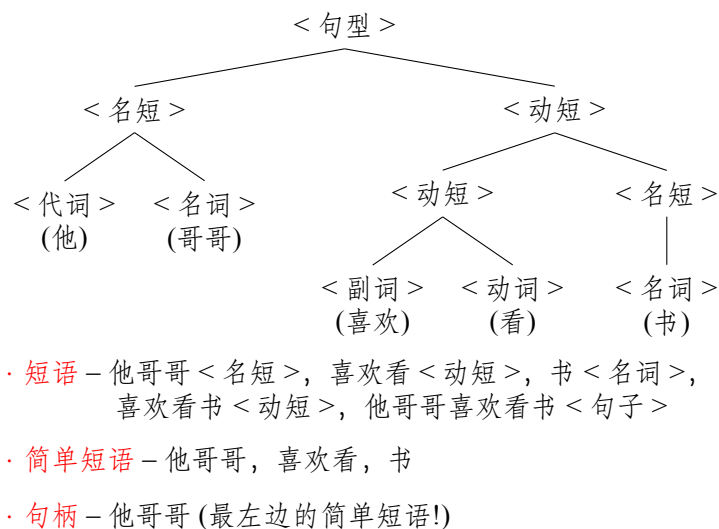 <句型>
<名短> <动短>
<代词> <名词> <动短> <名短>
(他) (哥哥)
<副词> <动词> <名词>
(喜欢) (看) (书)
· 短语 – 他哥哥<名短>，喜欢看<动短>，书<名词>，
喜欢看书<动短>，他哥哥喜欢看书<句子>
· 简单短语 – 他哥哥，喜欢看，书
· 句柄 – 他哥哥 (最左边的简单短语!)